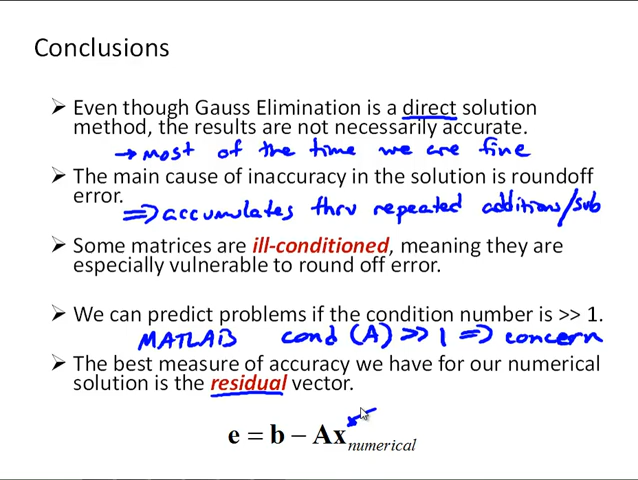 Conclusions
➢ Even though Gauss Elimination is a direct solution
method, the results are not necessarily accurate.
→ most of the time we are fine
➢ The main cause of inaccuracy in the solution is roundoff
error.
⇒ accumulates thru repeated additions/sub
➢ Some matrices are ill-conditioned, meaning they are
especially vulnerable to round off error.
➢ We can predict problems if the condition number is >> 1.
MATLAB cond (A) >> 1 ⇒ concern
➢ The best measure of accuracy we have for our numerical
solution is the residual vector.
e = b − Ax numerical